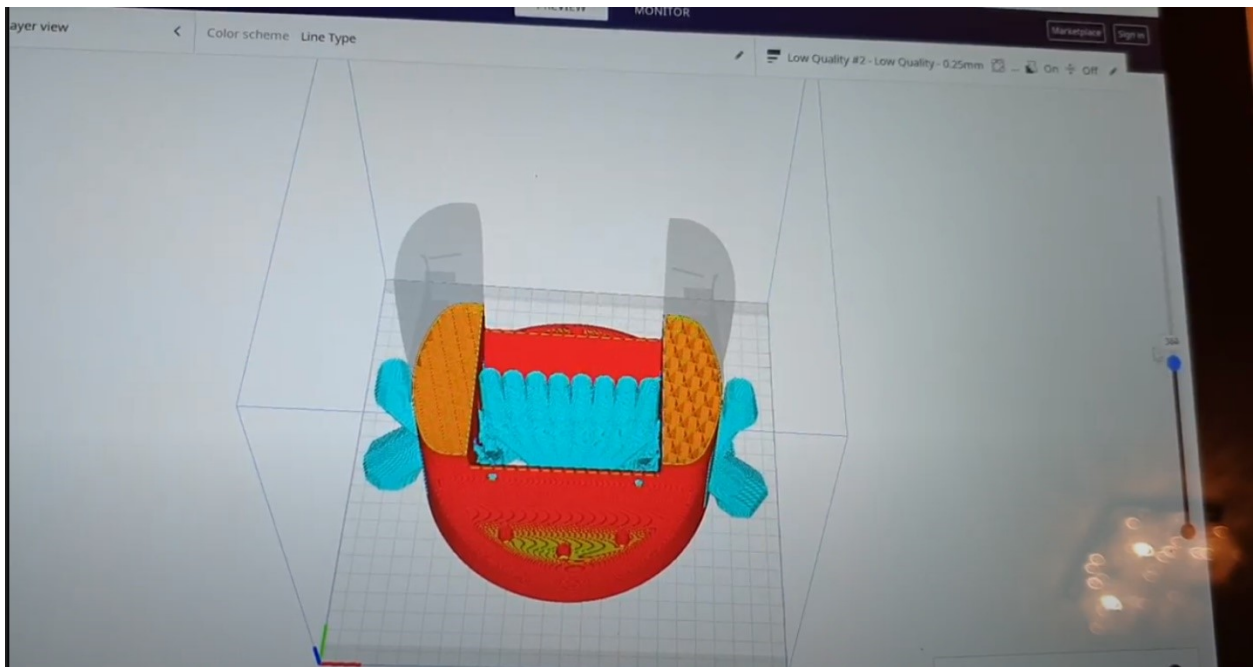 PREVIEW
MONITOR
Marketplace
Sign in
ayer view
Color scheme Line Type
Low Quality #2 - Low Quality - 0.25mm
... On Off